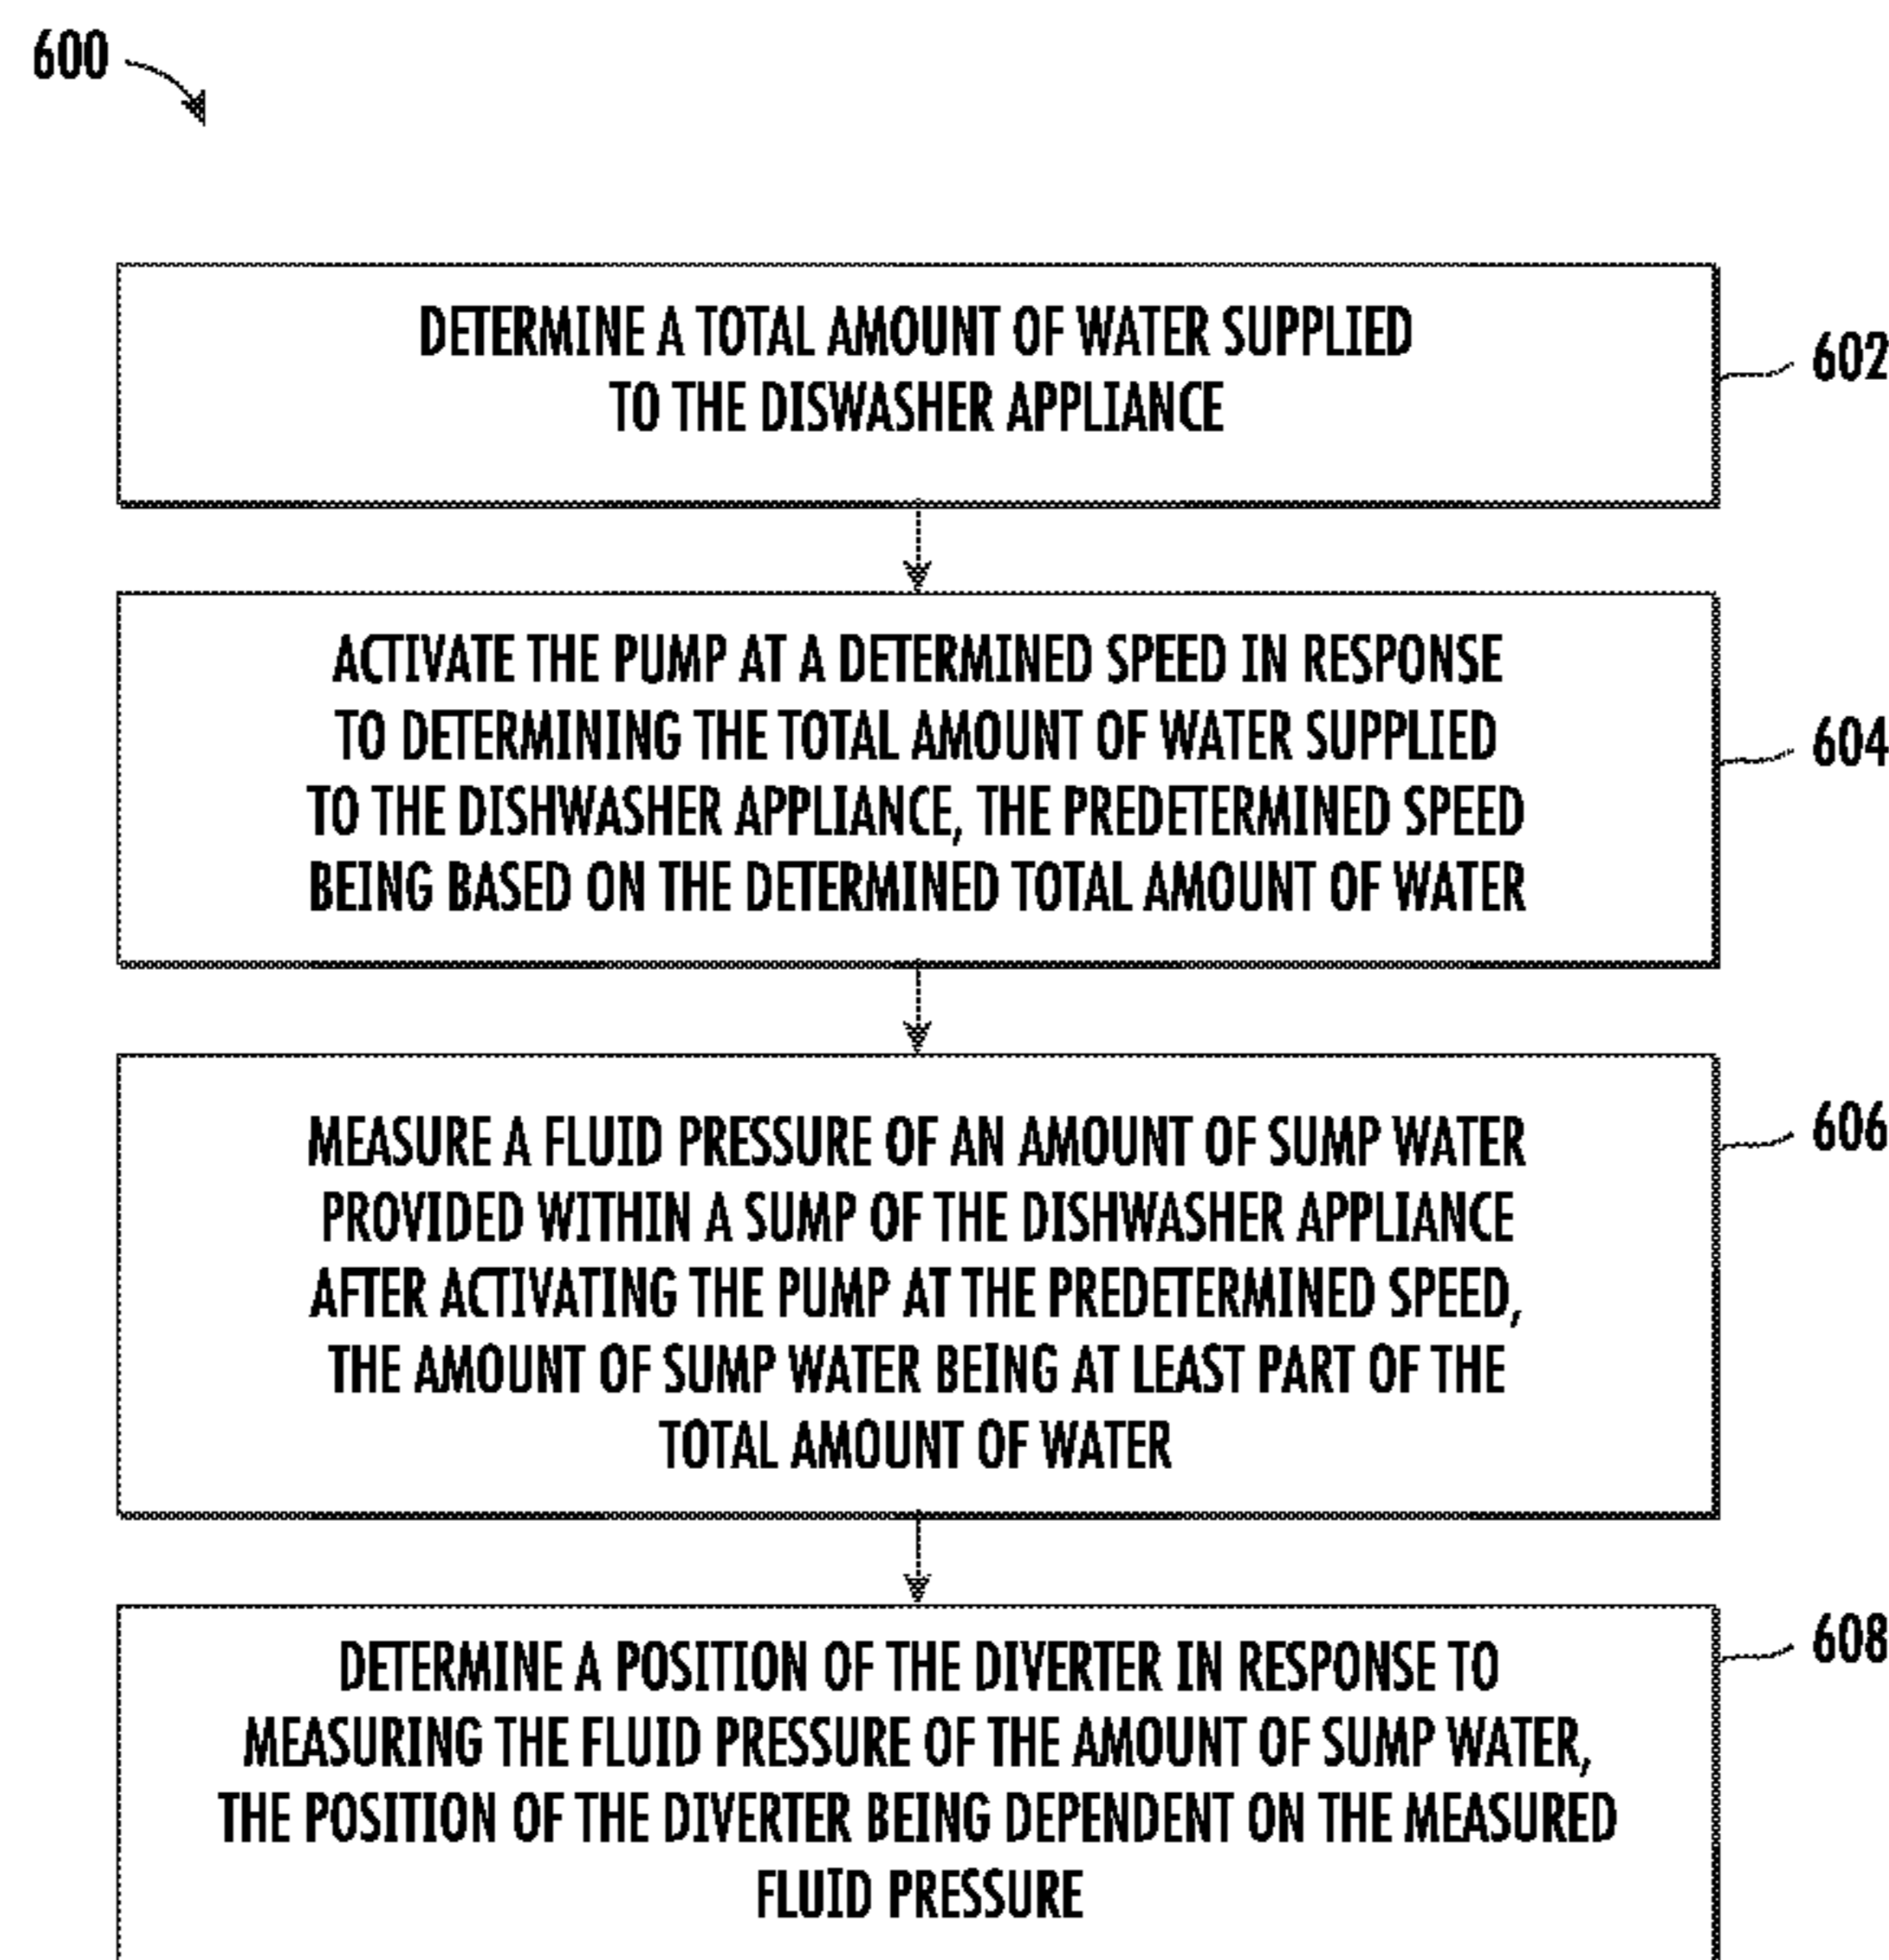 600
DETERMINE A TOTAL AMOUNT OF WATER SUPPLIED
TO THE DISWASHER APPLIANCE
602
ACTIVATE THE PUMP AT A DETERMINED SPEED IN RESPONSE
TO DETERMINING THE TOTAL AMOUNT OF WATER SUPPLIED
TO THE DISHWASHER APPLIANCE, THE PREDETERMINED SPEED
BEING BASED ON THE DETERMINED TOTAL AMOUNT OF WATER
604
MEASURE A FLUID PRESSURE OF AN AMOUNT OF SUMP WATER
PROVIDED WITHIN A SUMP OF THE DISHWASHER APPLIANCE
AFTER ACTIVATING THE PUMP AT THE PREDETERMINED SPEED,
THE AMOUNT OF SUMP WATER BEING AT LEAST PART OF THE
TOTAL AMOUNT OF WATER
606
DETERMINE A POSITION OF THE DIVERTER IN RESPONSE TO
MEASURING THE FLUID PRESSURE OF THE AMOUNT OF SUMP WATER,
THE POSITION OF THE DIVERTER BEING DEPENDENT ON THE MEASURED
FLUID PRESSURE
608